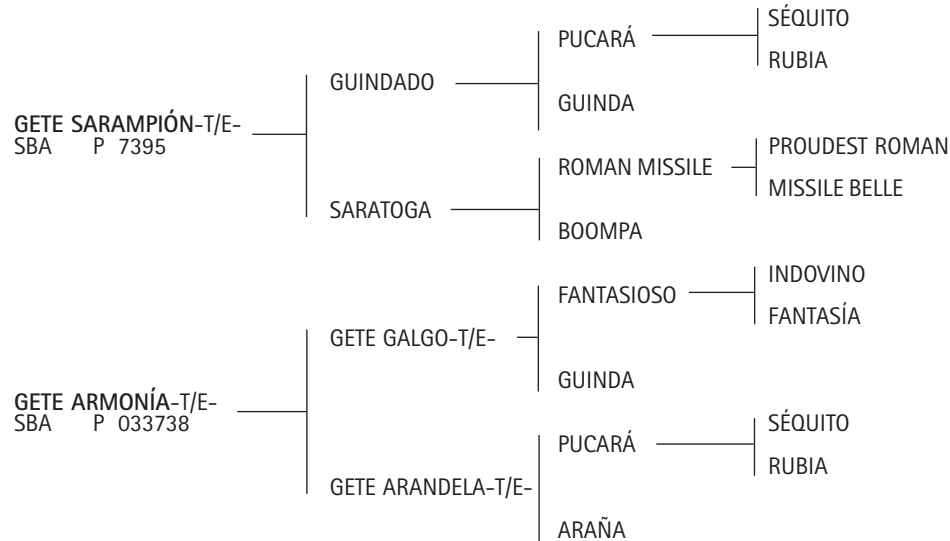 GETE SARAMPIÓN-T/E-
SBA P 7395
GUINDADO
PUCARÁ
SÉQUITO
RUBIA
GUINDA
SARATOGA
ROMAN MISSILE
PROUDEST ROMAN
MISSILE BELLE
BOOMPA
GETE ARMONÍA-T/E-
SBA P 033738
GETE GALGO-T/E-
FANTASIOSO
INDOVINO
FANTASÍA
GUINDA
GETE ARANDELA-T/E-
PUCARÁ
SÉQUITO
RUBIA
ARAÑA